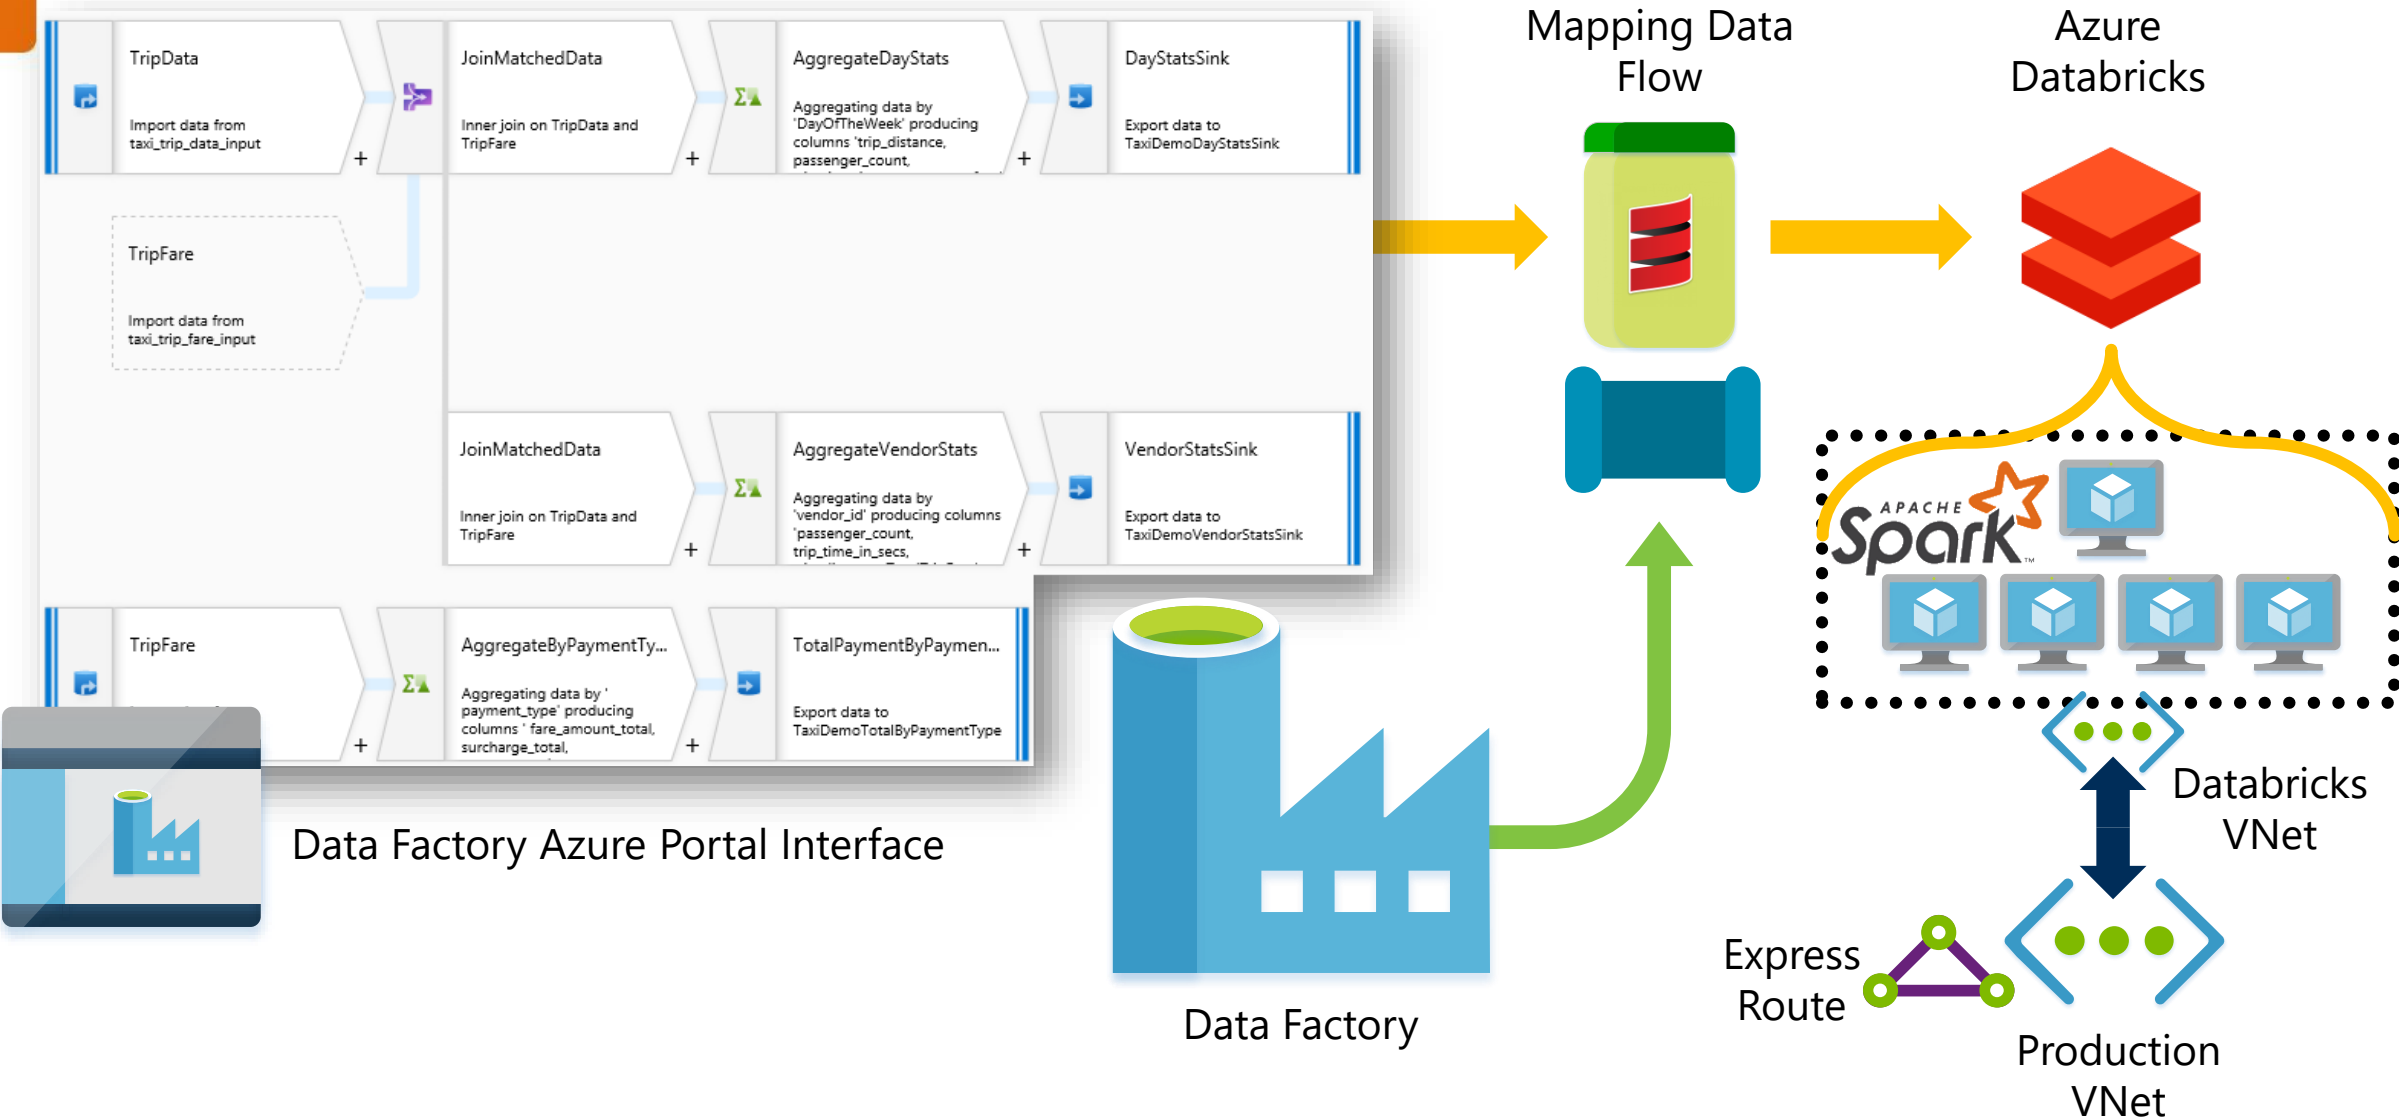 TripData
Import data from
taxi_trip_data_input
+
JoinMatchedData
Inner join on TripData and
TripFare
+
AggregateDayStats
Aggregating data by
'DayOfTheWeek' producing
columns 'trip_distance,
passenger_count,
+
DayStatsSink
Export data to
TaxiDemoDayStatsSink
TripFare
Import data from
taxi_trip_fare_input
JoinMatchedData
Inner join on TripData and
TripFare
+
AggregateVendorStats
Aggregating data by
'vendor_id' producing columns
'passenger_count,
trip_time_in_secs,
+
VendorStatsSink
Export data to
TaxiDemoVendorStatsSink
TripFare
+
AggregateByPaymentTy...
Aggregating data by '
payment_type' producing
columns ' fare_amount_total,
surcharge_total,
+
TotalPaymentByPaymen...
Export data to
TaxiDemoTotalByPaymentType
Data Factory Azure Portal Interface
Data Factory
Mapping Data
Flow
Azure
Databricks
APACHE
Spark
TM
Databricks
VNet
Express
Route
Production
VNet